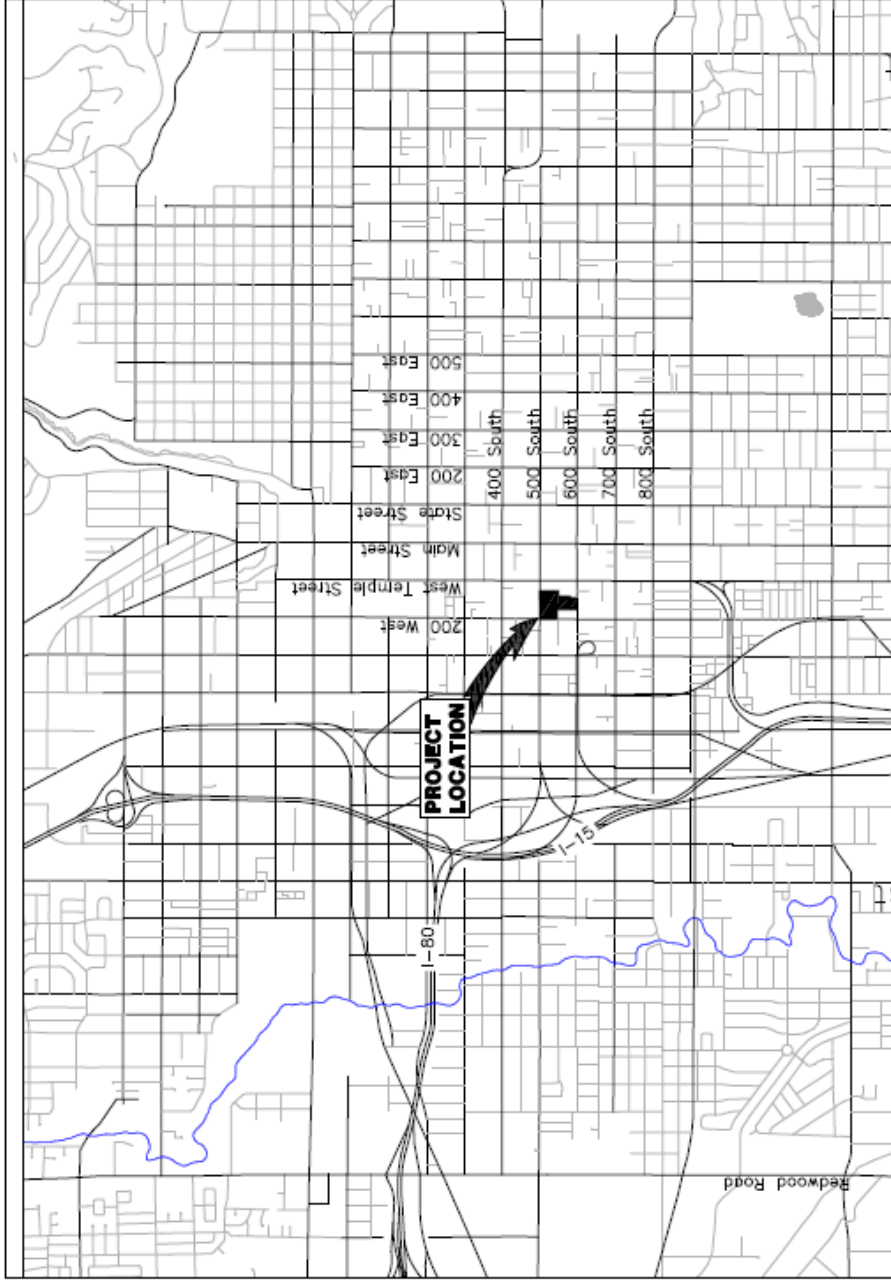 500 East
400 East
300 East
200 East
State Street
Main Street
West Temple Street
200 West
400 South
500 South
600 South
700 South
800 South
PROJECT
LOCATION
I-15
I-80
Redwood Road